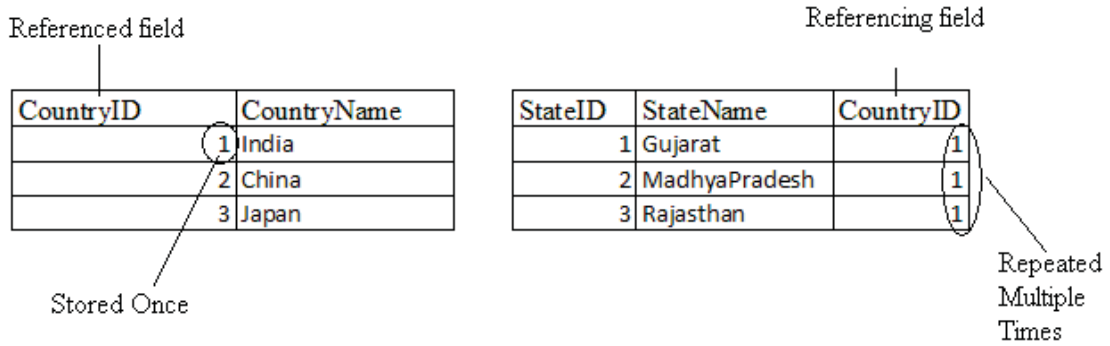 Referenced field
Referencing field
CountryID CountryName
1 India
2 China
3 Japan
StateID StateName CountryID
1 Gujarat 1
2 MadhyaPradesh 1
3 Rajasthan 1
Stored Once
Repeated
Multiple
Times